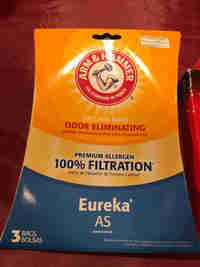 ARM & HAMMER
ODOR ELIMINATING
PREMIUM ALLERGEN
100% FILTRATION
Eureka®
AS
3 BAGS
BOLSAS